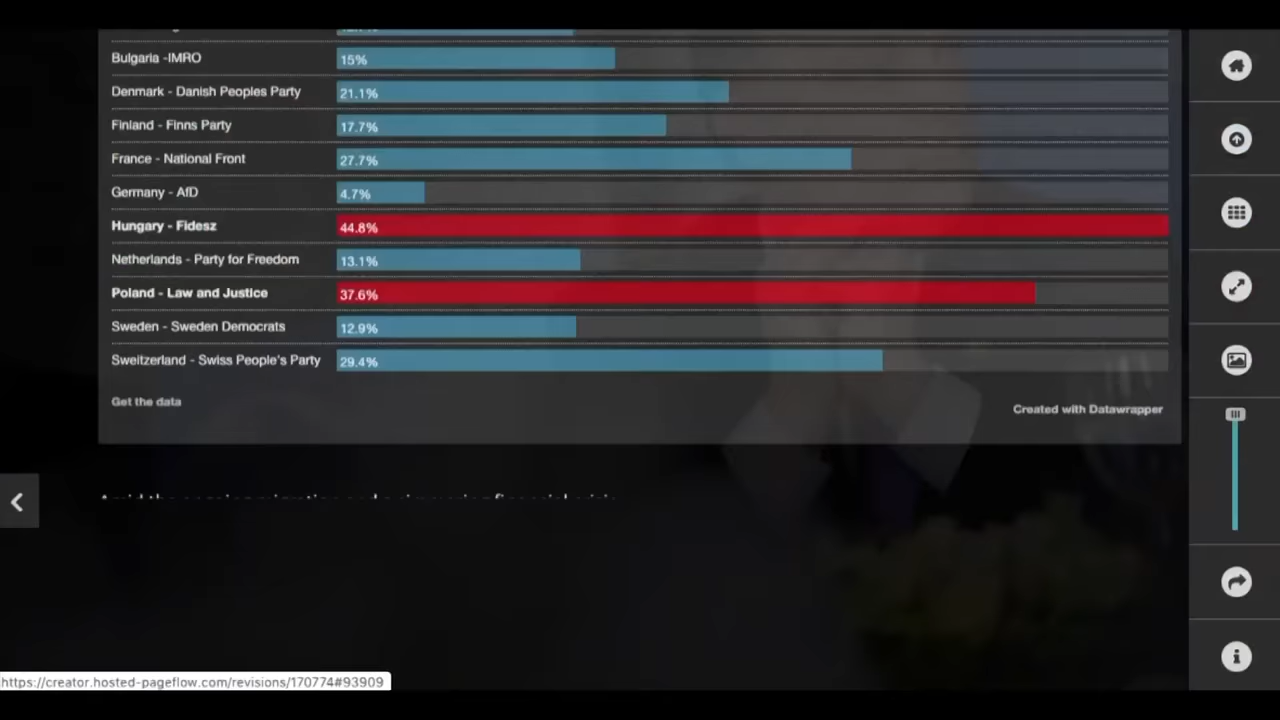 Bulgaria -IMRO 15%
Denmark - Danish Peoples Party 21.1%
Finland - Finns Party 17.7%
France - National Front 27.7%
Germany - AfD 4.7%
Hungary - Fidesz 44.8%
Netherlands - Party for Freedom 13.1%
Poland - Law and Justice 37.6%
Sweden - Sweden Democrats 12.9%
Sweitzerland - Swiss People's Party 29.4%
Get the data
Created with Datawrapper
https://creator.hosted-pageflow.com/revisions/170774#93909